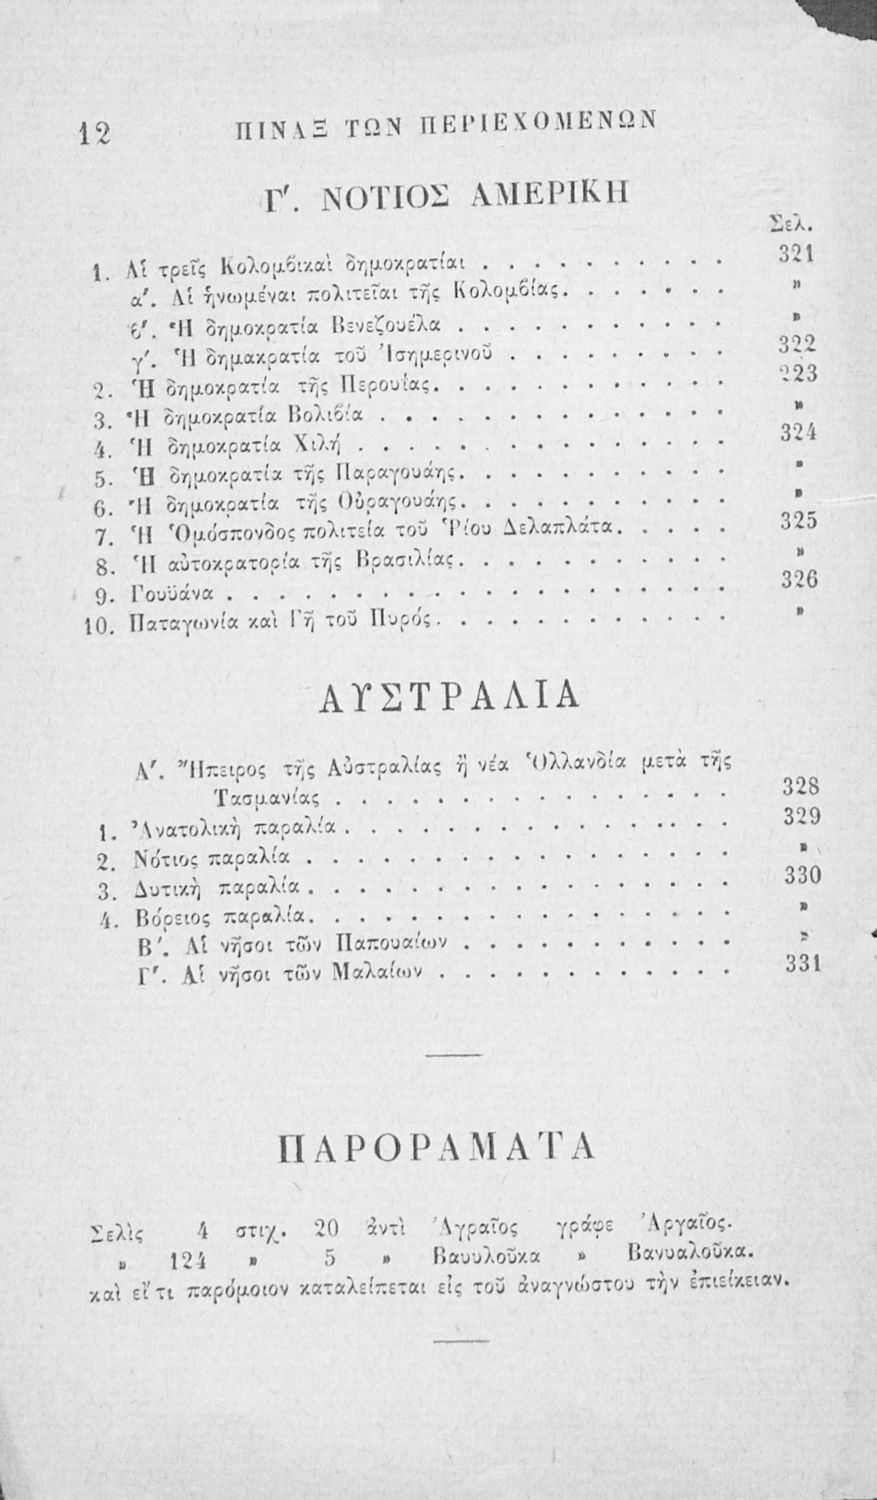 12 ΠΙΝΑΞ ΤΩΝ ΠΕΡΙΕΧΟΜΕΝΩΝ
Γ′. ΝΟΤΙΟΣ ΑΜΕΡΙΚΗ
Σελ.
1. Αἱ τρεῖς Κολομβικαὶ δημοκρατίαι . . . . . . . . . . 321
α′. Αἱ ἡνωμέναι πολιτεῖαι τῆς Κολομβίας. . . . . . . »
ϐ′. Ἡ δημοκρατία Βενεζουέλα . . . . . . . . . . . »
γ′. Ἡ δημακρατία τοῦ Ἰσημερινοῦ . . . . . . . . . 322
2. Ἡ δημοκρατία τῆς Περουίας. . . . . . . . . . . . 223
3. Ἡ δημοκρατία Βολιβία . . . . . . . . . . . . . . »
4. Ἡ δημοκρατία Χιλή . . . . . . . . . . . . . . . 324
5. Ἡ δημοκρατία τῆς Παραγουάης. . . . . . . . . . . »
6. Ἡ δημοκρατία τῆς Οὐραγουάης. . . . . . . . . . . »
7. Ἡ Ὁμόσπονδος πολιτεία τοῦ Ῥίου Δελαπλάτα. . . . . 325
8. Ἡ αὐτοκρατορία τῆς Βρασιλίας. . . . . . . . . . . »
9. Γουϋάνα . . . . . . . . . . . . . . . . . . . . 326
10. Παταγωνία καὶ Γῆ τοῦ Πυρός. . . . . . . . . . . . »
ΑΥΣΤΡΑΛΙΑ
Α′. Ἤπειρος τῆς Αὐστραλίας ἢ νέα Ὁλλανδία μετὰ τῆς
Τασμανίας . . . . . . . . . . . . . . . . 328
1. Ἀνατολικὴ παραλία . . . . . . . . . . . . . . . 329
2. Νότιος παραλία . . . . . . . . . . . . . . . . . »
3. Δυτικὴ παραλία . . . . . . . . . . . . . . . . . 330
4. Βόρειος παραλία. . . . . . . . . . . . . . . . . »
Β′. Αἱ νῆσοι τῶν Παπουαίων . . . . . . . . . . . »
Γ′. Αἱ νῆσοι τῶν Μαλαίων . . . . . . . . . . . . 331
ΠΑΡΟΡΑΜΑΤΑ
Σελὶς 4 στιχ. 20 ἀντὶ Ἀγραῖος γράφε Ἀργαῖος.
» 124 » 5 » Βαυυλοῦκα » Βανυαλοῦκα.
καὶ εἴ τι παρόμοιον καταλείπεται εἰς τοῦ ἀναγνώστου τὴν ἐπιείκειαν.